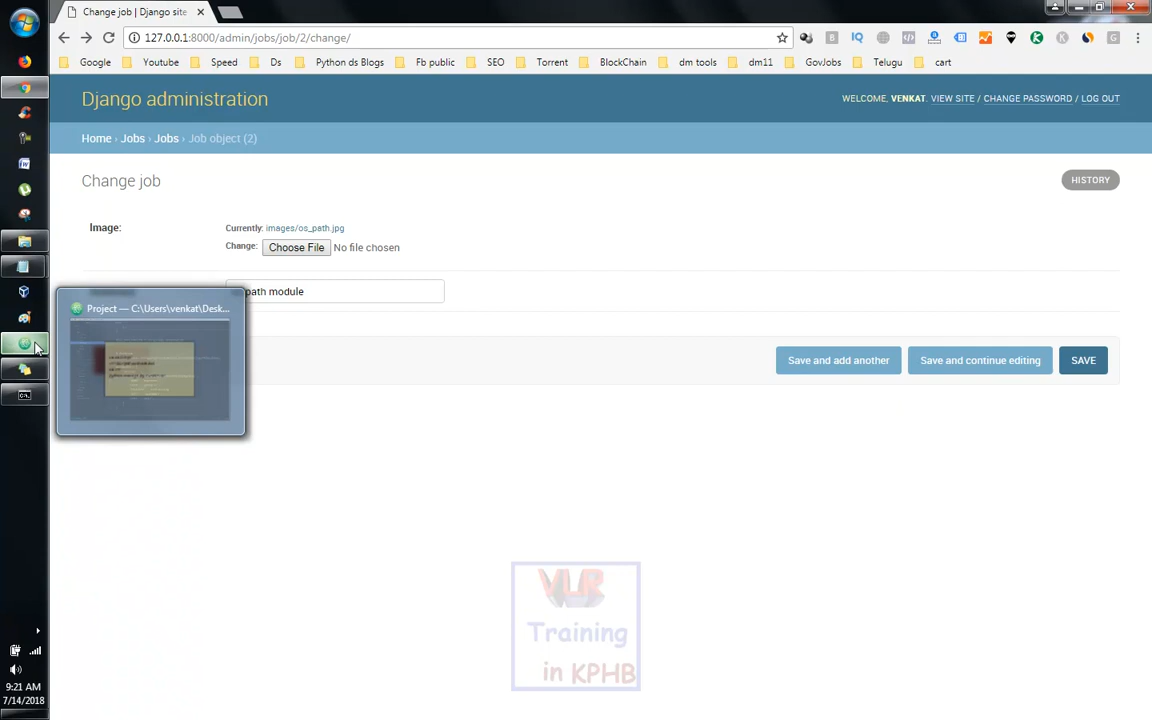 Change job | Django site
127.0.0.1:8000/admin/jobs/job/2/change/
Google Youtube Speed Ds Python ds Blogs Fb public SEO Torrent BlockChain dm tools dm11 GovJobs Telugu cart
Django administration
WELCOME, VENKAT. VIEW SITE / CHANGE PASSWORD / LOG OUT
Home › Jobs › Jobs › Job object (2)
Change job
HISTORY
Image:
Currently: images/os_path.jpg
Change: Choose File No file chosen
path module
Project — C:\Users\venkat\Desk...
Save and add another
Save and continue editing
SAVE
VLR
Training
in KPHB
9:21 AM
7/14/2018